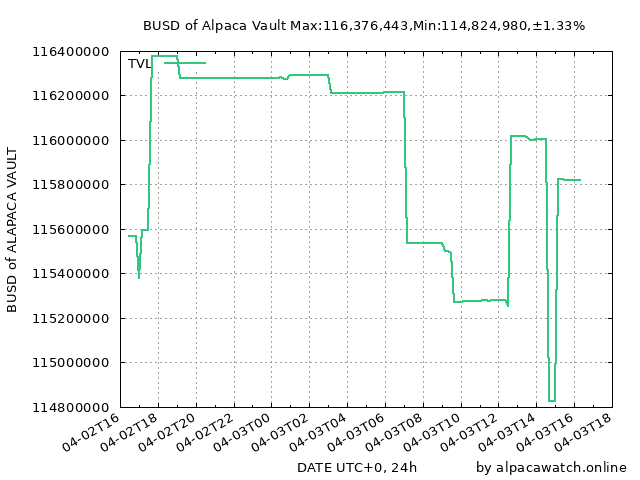 BUSD of Alpaca Vault Max:116,376,443,Min:114,824,980,±1.33%
116400000
TVL
116200000
116000000
115800000
115600000
115400000
115200000
115000000
114800000
BUSD of ALAPACA VAULT
04-02T16
04-02T18
04-02T20
04-02T22
04-03T00
04-03T02
04-03T04
04-03T06
04-03T08
04-03T10
04-03T12
04-03T14
04-03T16
04-03T18
DATE UTC+0, 24h
by alpacawatch.online